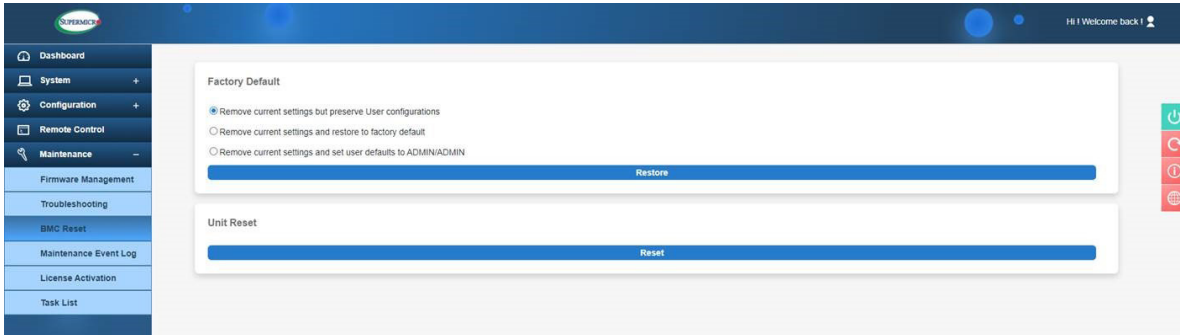 SUPERMICR
Hi ! Welcome back !
Dashboard
System +
Configuration +
Remote Control
Maintenance −
Firmware Management
Troubleshooting
BMC Reset
Maintenance Event Log
License Activation
Task List
Factory Default
Remove current settings but preserve User configurations
Remove current settings and restore to factory default
Remove current settings and set user defaults to ADMIN/ADMIN
Restore
Unit Reset
Reset